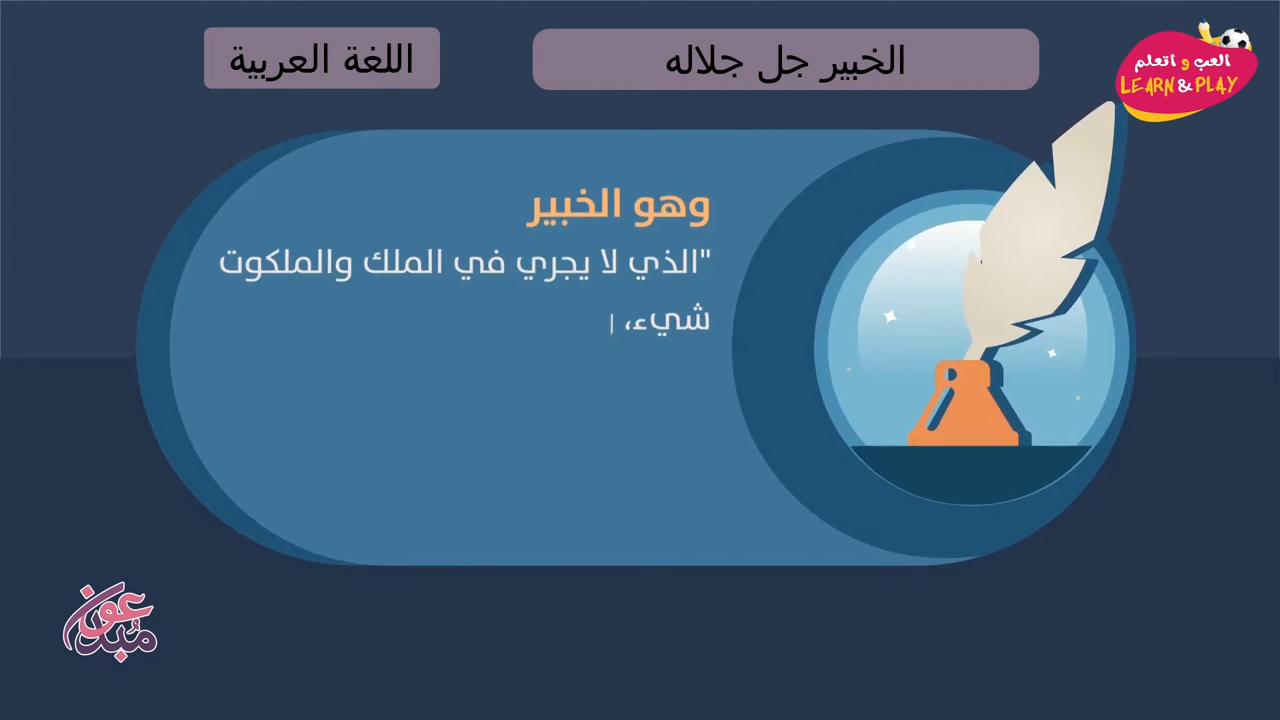 الخبير جل جلاله
اللغة العربية
العب و أتعلم
LEARN & PLAY
وهو الخبير
"الذي لا يجري في الملك والملكوت
شيء،
مبدعون